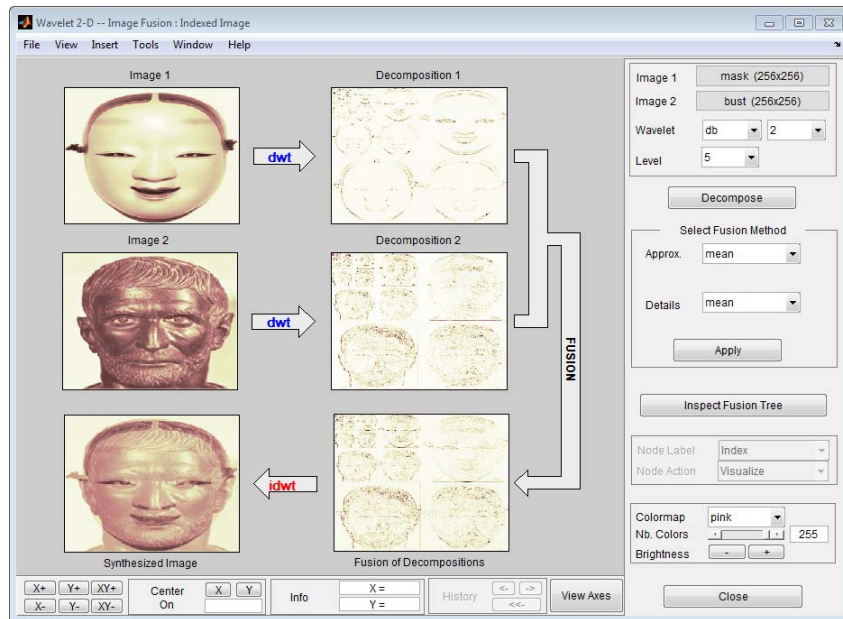 Wavelet 2-D -- Image Fusion : Indexed Image
File View Insert Tools Window Help
Image 1
Decomposition 1
dwt
Image 2
Decomposition 2
dwt
FUSION
idwt
Synthesized Image
Fusion of Decompositions
Image 1 mask (256x256)
Image 2 bust (256x256)
Wavelet db 2
Level 5
Decompose
Select Fusion Method
Approx. mean
Details mean
Apply
Inspect Fusion Tree
Node Label Index
Node Action Visualize
Colormap pink
Nb. Colors 255
Brightness - +
Close
X+ Y+ XY+
X- Y- XY-
Center On
X Y
Info
X =
Y =
History
<- ->
<<-
View Axes